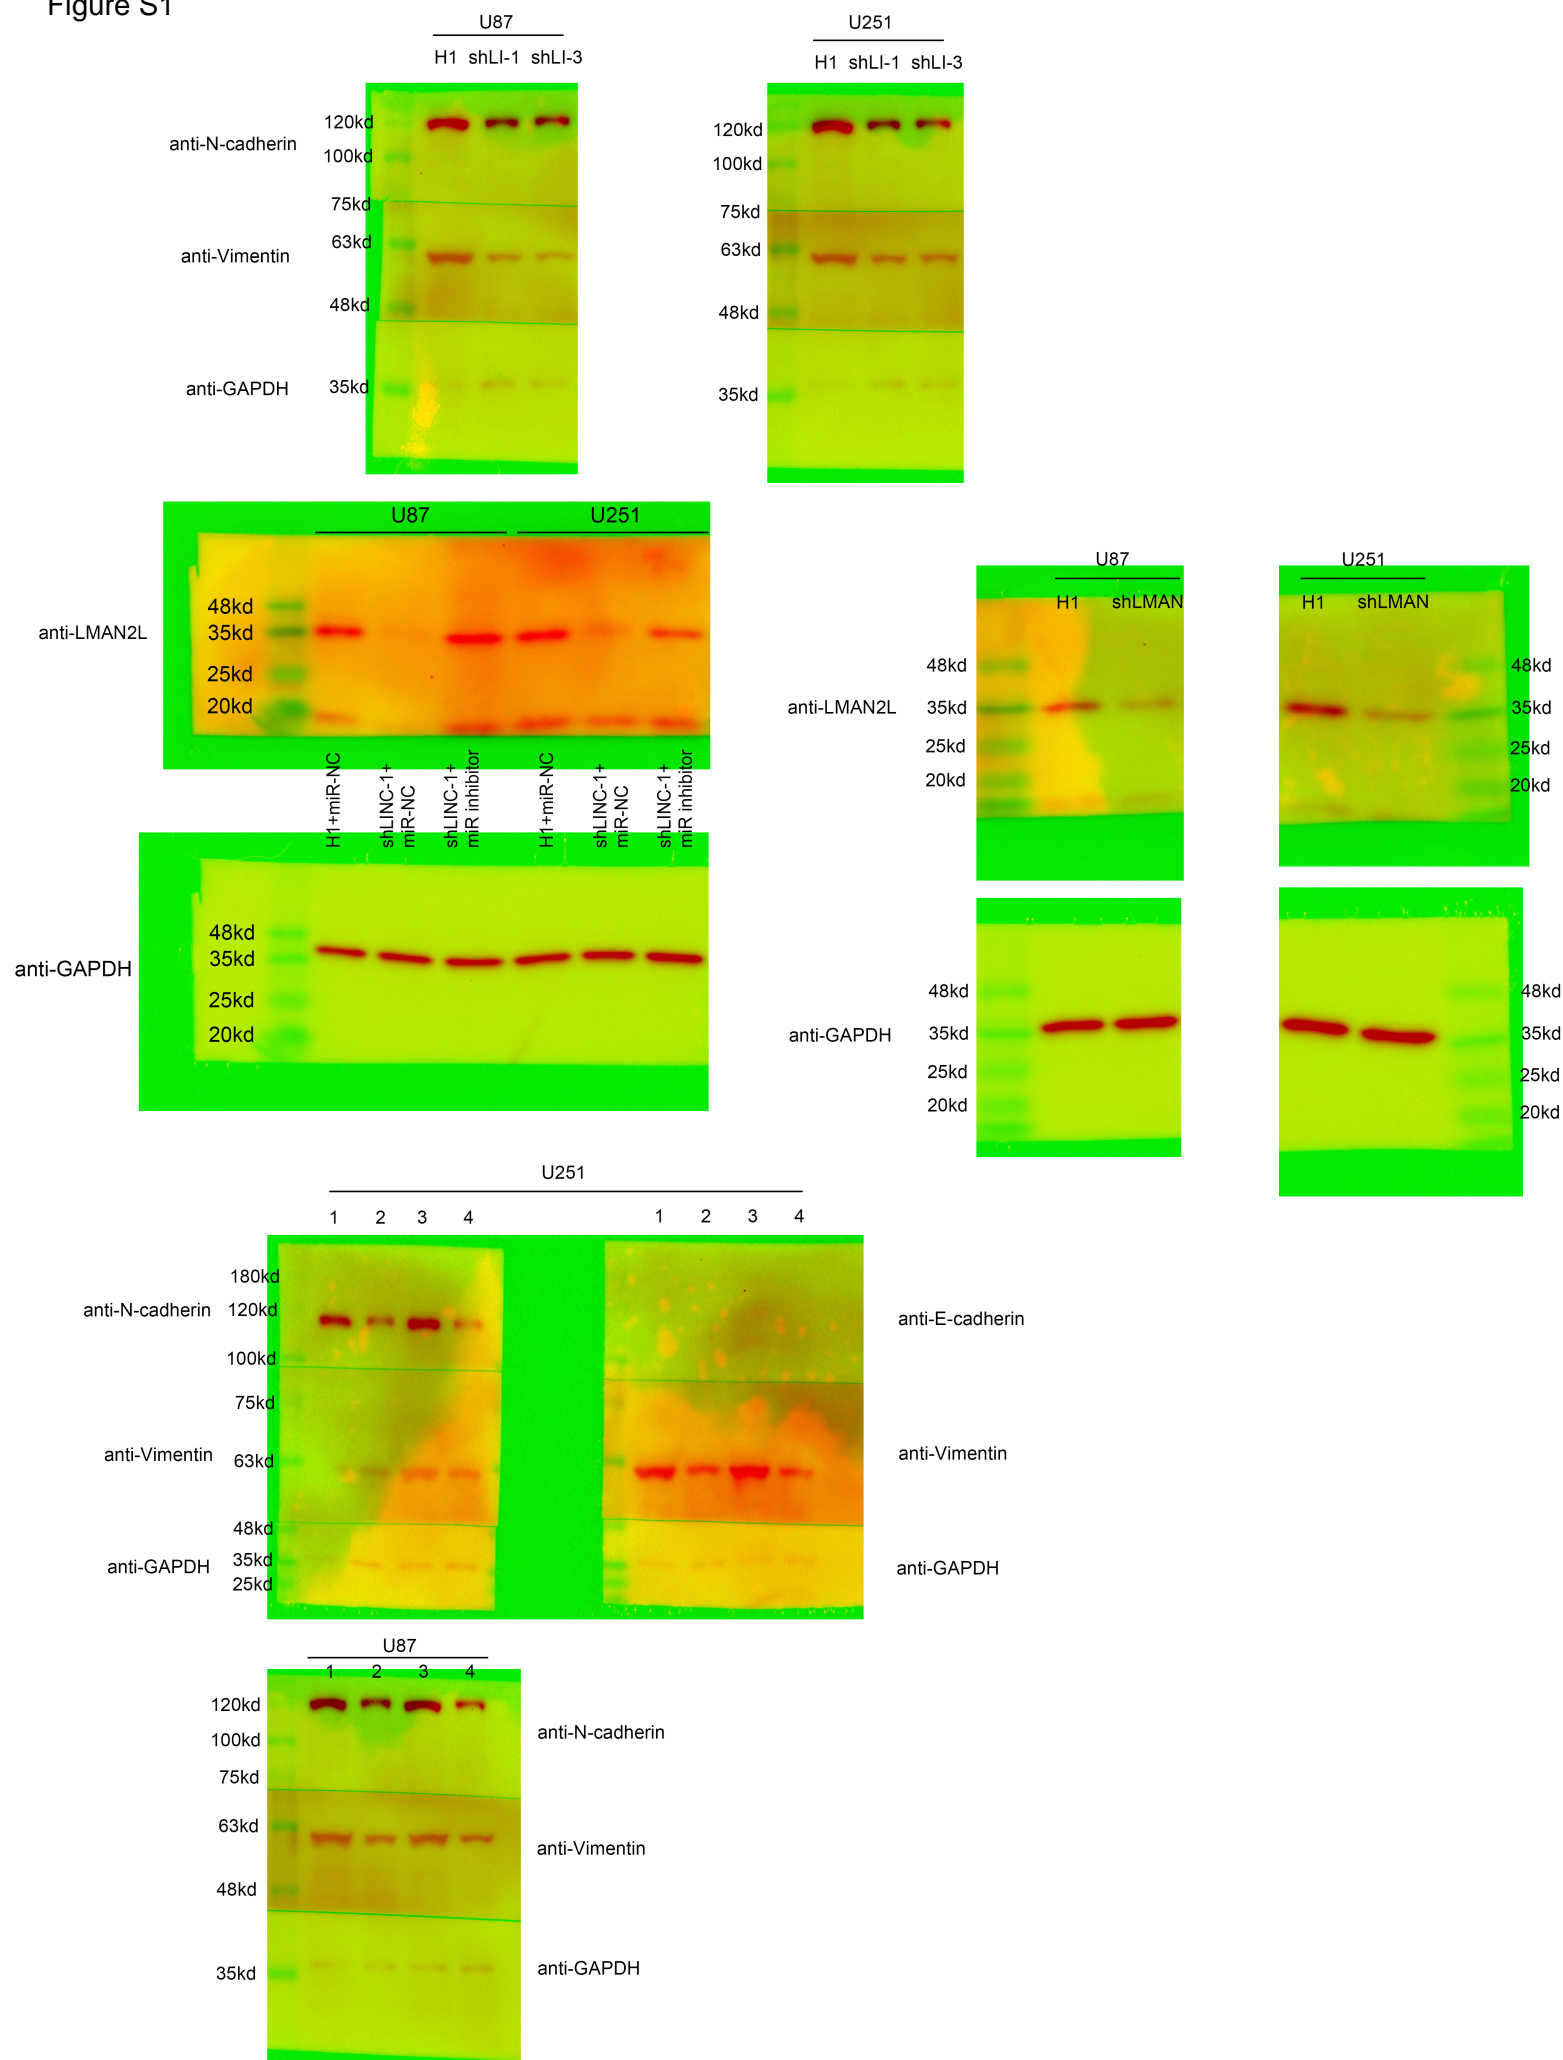 Figure S1
U87
H1 shLI-1 shLI-3
anti-N-cadherin
120kd
100kd
75kd
anti-Vimentin
63kd
48kd
anti-GAPDH
35kd
U251
H1 shLI-1 shLI-3
120kd
100kd
75kd
63kd
48kd
35kd
U87 U251
anti-LMAN2L
48kd
35kd
25kd
20kd
H1+miR-NC
shLINC-1+
miR-NC
shLINC-1+
miR inhibitor
H1+miR-NC
shLINC-1+
miR-NC
shLINC-1+
miR inhibitor
anti-GAPDH
48kd
35kd
25kd
20kd
U87
H1 shLMAN
anti-LMAN2L
48kd
35kd
25kd
20kd
U251
H1 shLMAN
48kd
35kd
25kd
20kd
anti-GAPDH
48kd
35kd
25kd
20kd
48kd
35kd
25kd
20kd
U251
1 2 3 4
1 2 3 4
180kd
anti-N-cadherin
120kd
100kd
75kd
anti-Vimentin
63kd
48kd
anti-GAPDH
35kd
25kd
anti-E-cadherin
anti-Vimentin
anti-GAPDH
U87
1 2 3 4
120kd
100kd
75kd
63kd
48kd
35kd
anti-N-cadherin
anti-Vimentin
anti-GAPDH